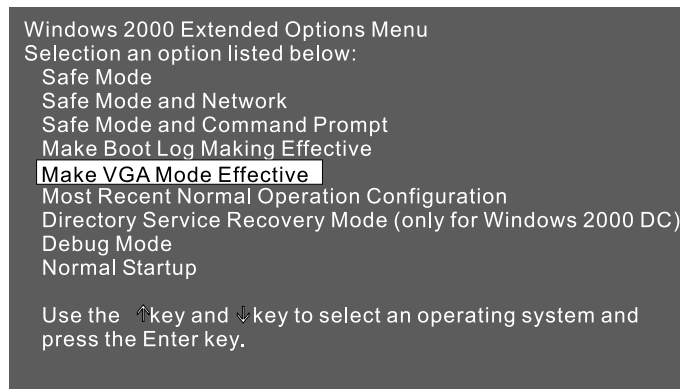 Windows 2000 Extended Options Menu
Selection an option listed below:
Safe Mode
Safe Mode and Network
Safe Mode and Command Prompt
Make Boot Log Making Effective
Make VGA Mode Effective
Most Recent Normal Operation Configuration
Directory Service Recovery Mode (only for Windows 2000 DC)
Debug Mode
Normal Startup
Use the ↑key and ↓key to select an operating system and
press the Enter key.